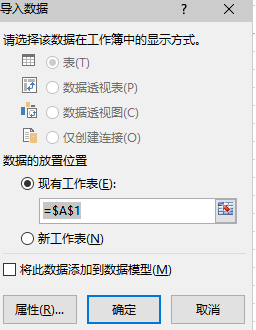 导入数据
? ×
请选择该数据在工作簿中的显示方式。
表(T)
数据透视表(P)
数据透视图(C)
仅创建连接(O)
数据的放置位置
现有工作表(E):
=$A$1
新工作表(N)
将此数据添加到数据模型(M)
属性(R)... 确定 取消